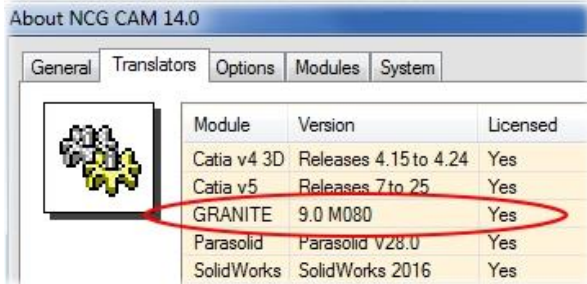 About NCG CAM 14.0
General Translators Options Modules System
Module Version Licensed
Catia v4 3D Releases 4.15 to 4.24 Yes
Catia v5 Releases 7 to 25 Yes
GRANITE 9.0 M080 Yes
Parasolid Parasolid V28.0 Yes
SolidWorks SolidWorks 2016 Yes